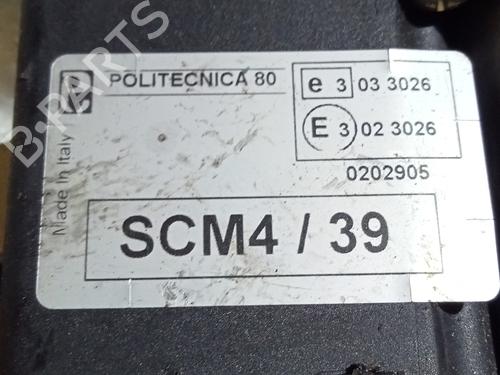 POLITECNICA 80
e 3 03 3026
E 3 02 3026
0202905
Made in Italy
SCM4 / 39
B-PARTS